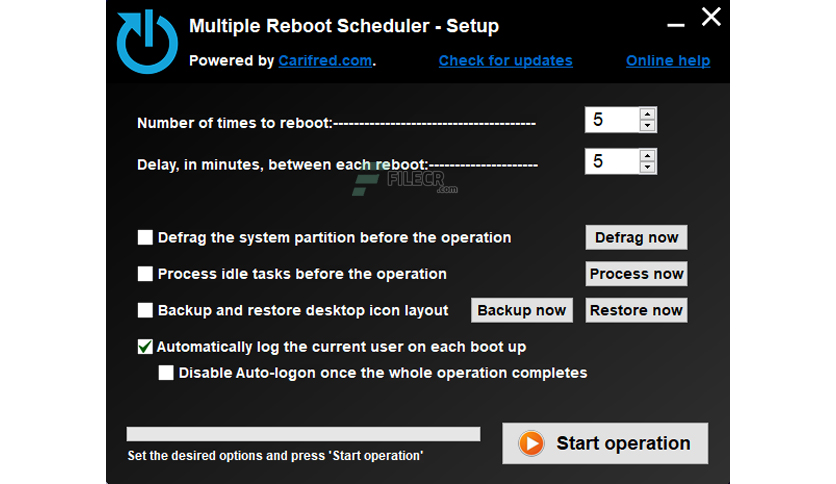 Multiple Reboot Scheduler - Setup
Powered by Carifred.com.   Check for updates   Online help
Number of times to reboot:--------------------------------------- 5
Delay, in minutes, between each reboot:--------------------- 5
FILECR
.com
Defrag the system partition before the operation   Defrag now
Process idle tasks before the operation   Process now
Backup and restore desktop icon layout   Backup now   Restore now
Automatically log the current user on each boot up
Disable Auto-logon once the whole operation completes
Start operation
Set the desired options and press 'Start operation'